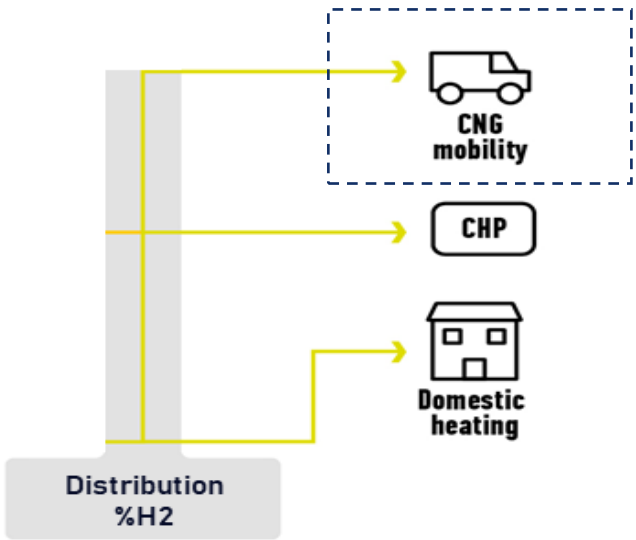 CNG
mobility
CHP
Domestic
heating
Distribution
%H2